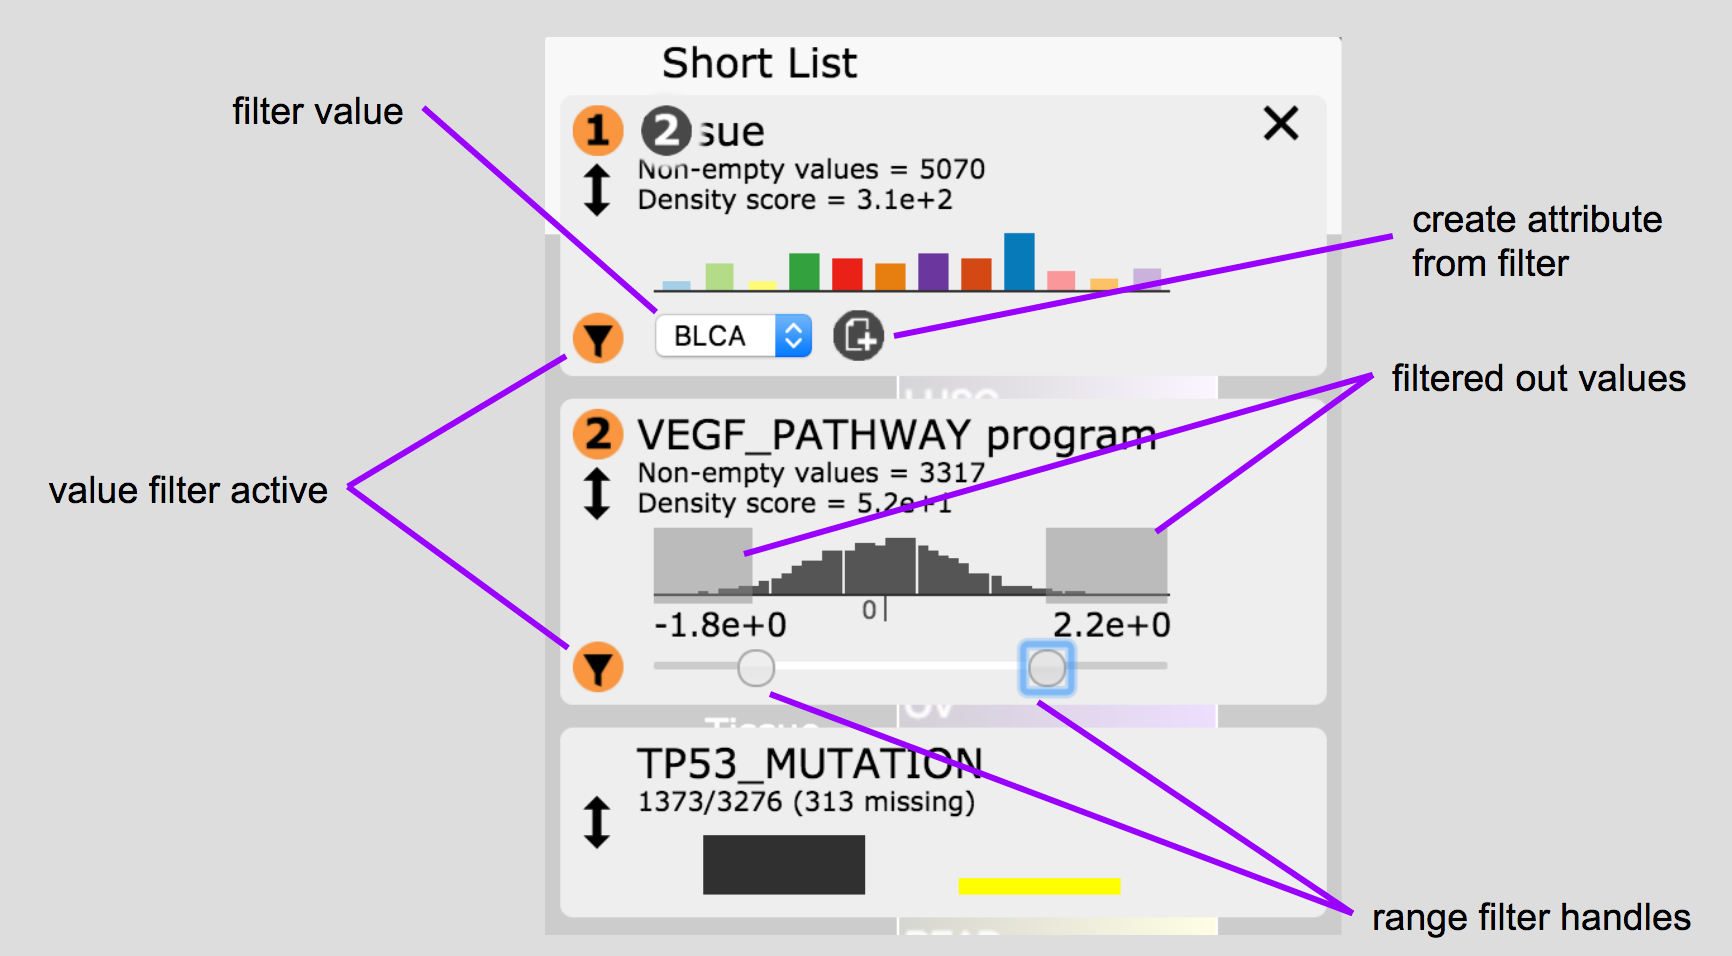 Short List
filter value
1 2 sue
Non-empty values = 5070
Density score = 3.1e+2
create attribute
from filter
BLCA
filtered out values
2 VEGF_PATHWAY program
Non-empty values = 3317
Density score = 5.2e+1
value filter active
0
-1.8e+0 2.2e+0
OV
Tissue
TP53_MUTATION
1373/3276 (313 missing)
range filter handles